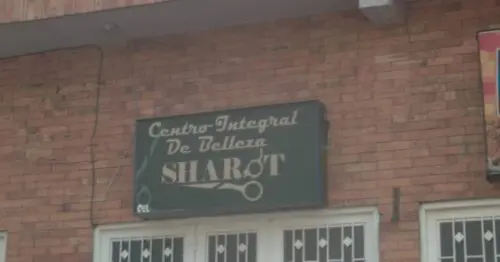 Centro Integral
De Belleza
SHAROT